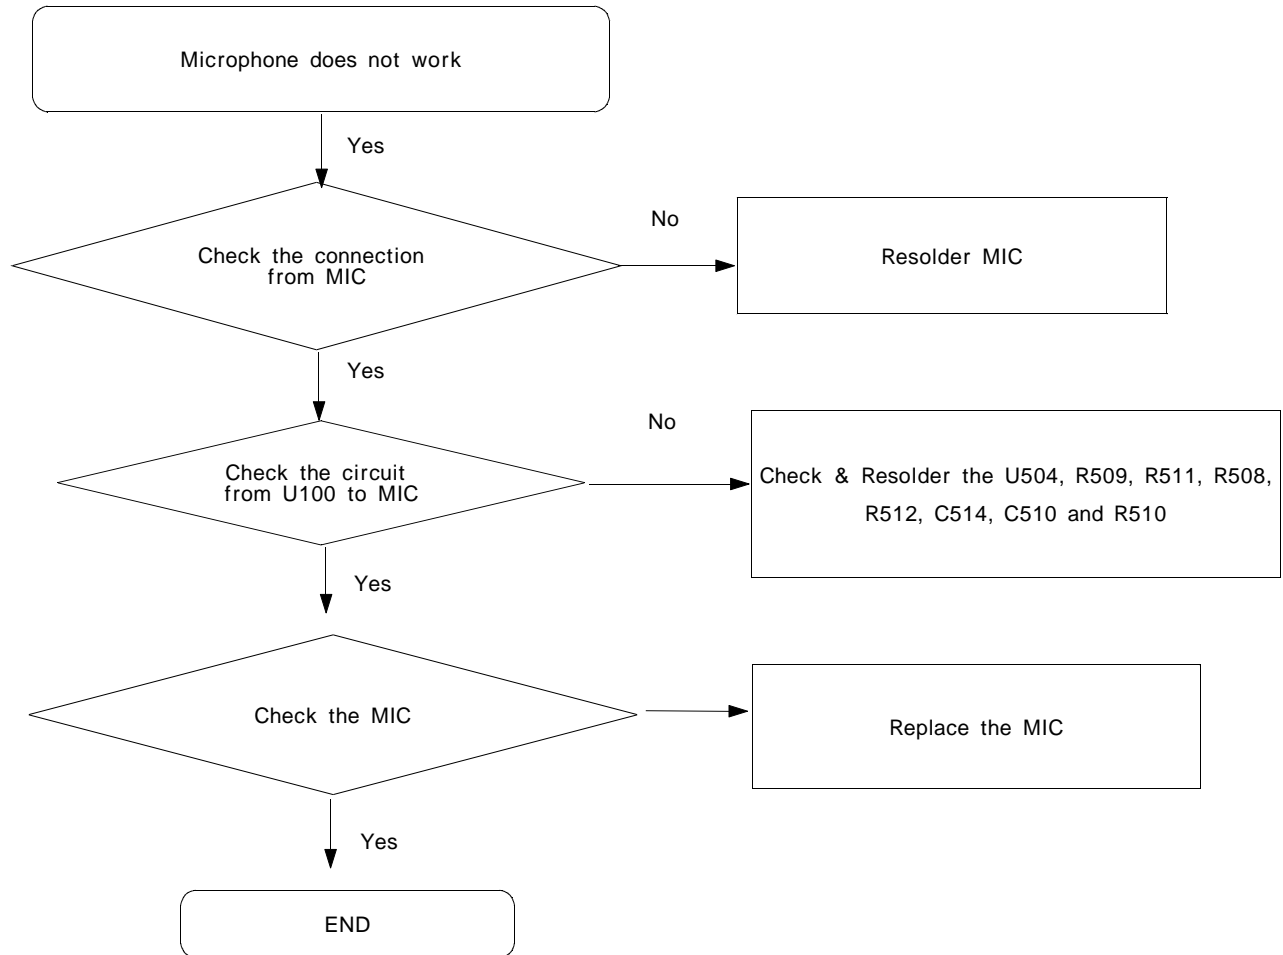 Microphone does not work
Yes
Check the connection
from MIC
No
Resolder MIC
Yes
Check the circuit
from U100 to MIC
No
Check & Resolder the U504, R509, R511, R508,
R512, C514, C510 and R510
Yes
Check the MIC
Replace the MIC
Yes
END